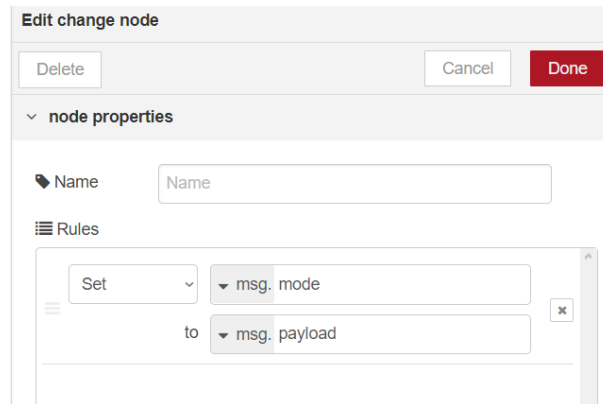 Edit change node
Delete Cancel Done
node properties
Name Name
Rules
Set msg. mode
to msg. payload